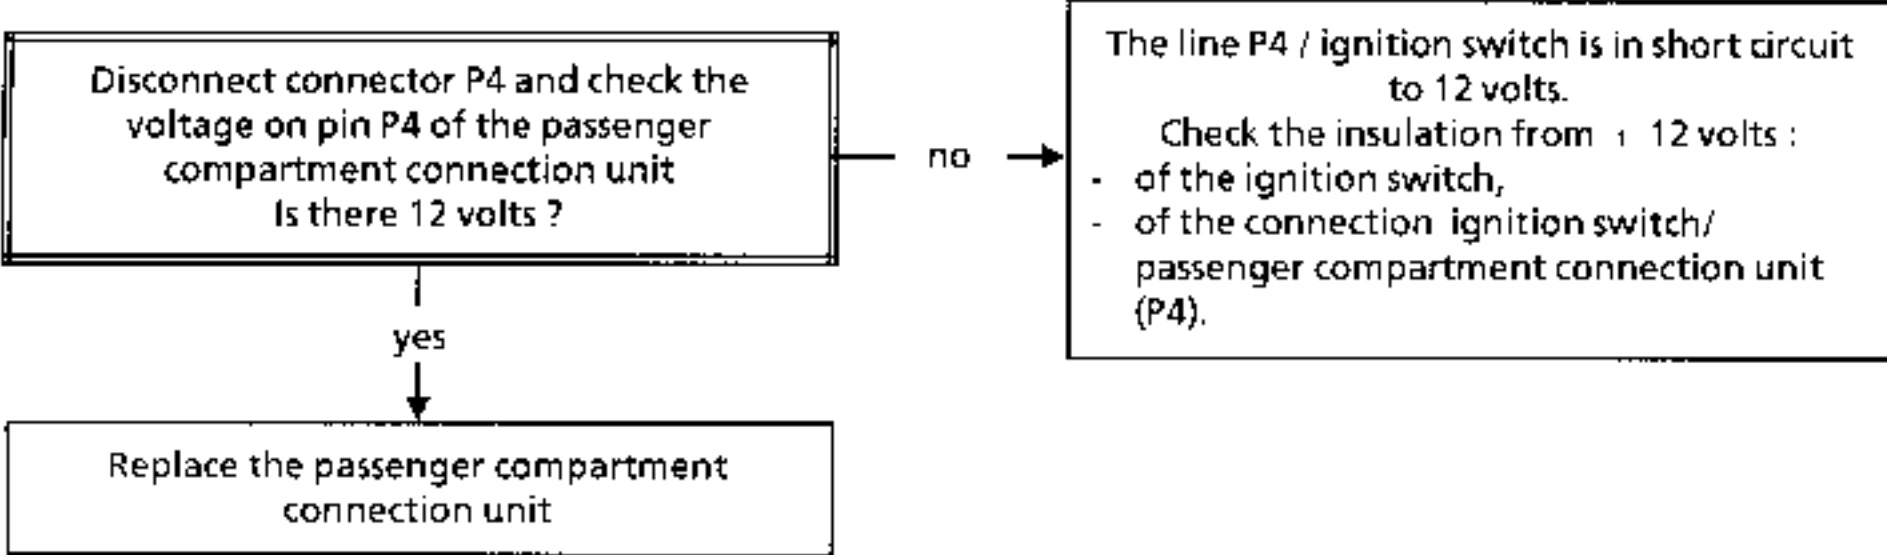 Disconnect connector P4 and check the
voltage on pin P4 of the passenger
compartment connection unit
Is there 12 volts ?
no
The line P4 / ignition switch is in short circuit
to 12 volts.
Check the insulation from 12 volts :
- of the ignition switch,
- of the connection ignition switch/
passenger compartment connection unit
(P4).
yes
Replace the passenger compartment
connection unit